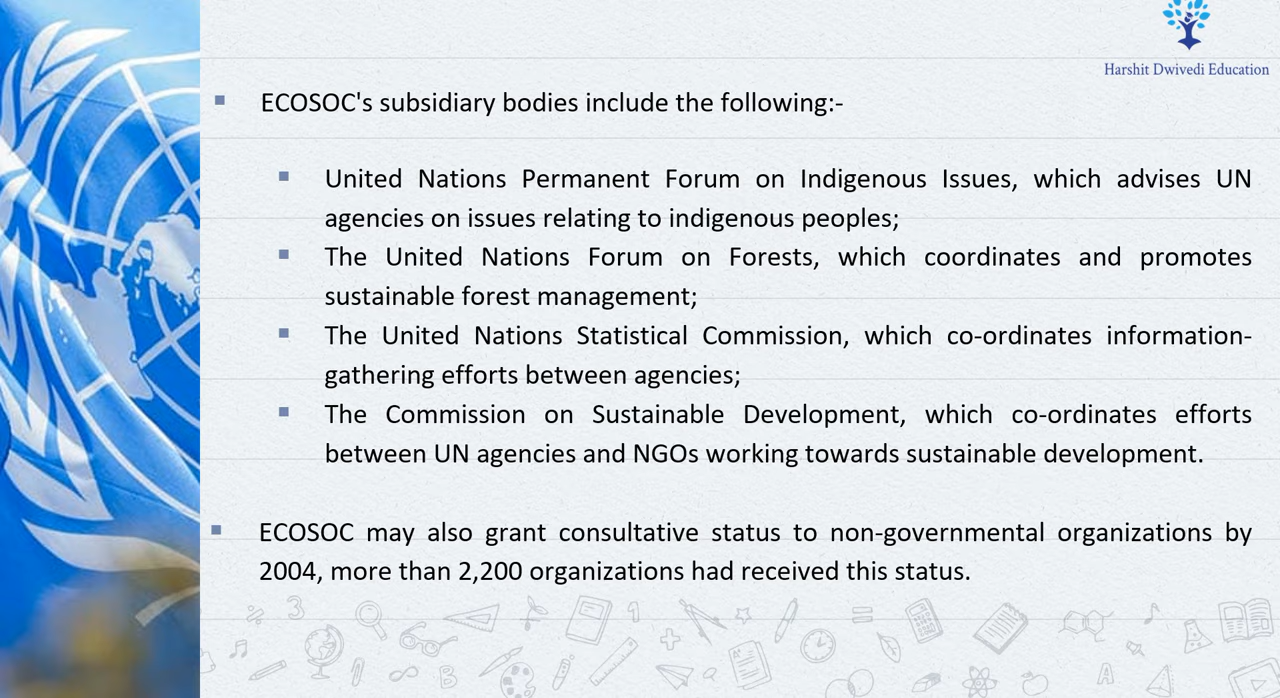 Harshit Dwivedi Education
ECOSOC's subsidiary bodies include the following:-
United Nations Permanent Forum on Indigenous Issues, which advises UN
agencies on issues relating to indigenous peoples;
The United Nations Forum on Forests, which coordinates and promotes
sustainable forest management;
The United Nations Statistical Commission, which co-ordinates information-
gathering efforts between agencies;
The Commission on Sustainable Development, which co-ordinates efforts
between UN agencies and NGOs working towards sustainable development.
ECOSOC may also grant consultative status to non-governmental organizations by
2004, more than 2,200 organizations had received this status.